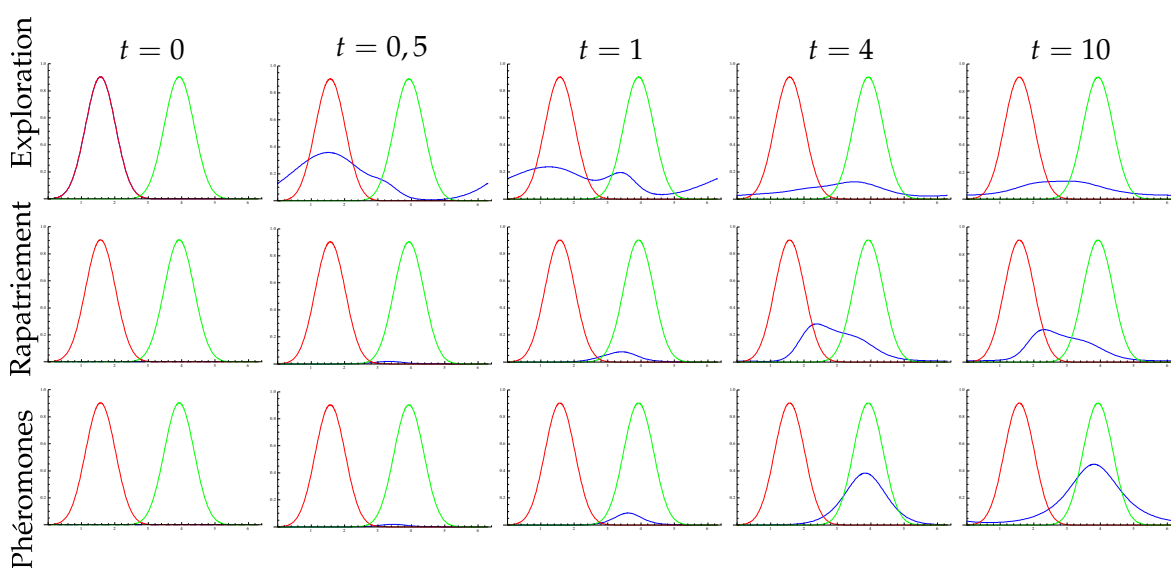 t = 0
t = 0,5
t = 1
t = 4
t = 10
Exploration
Rapatriement
Phéromones